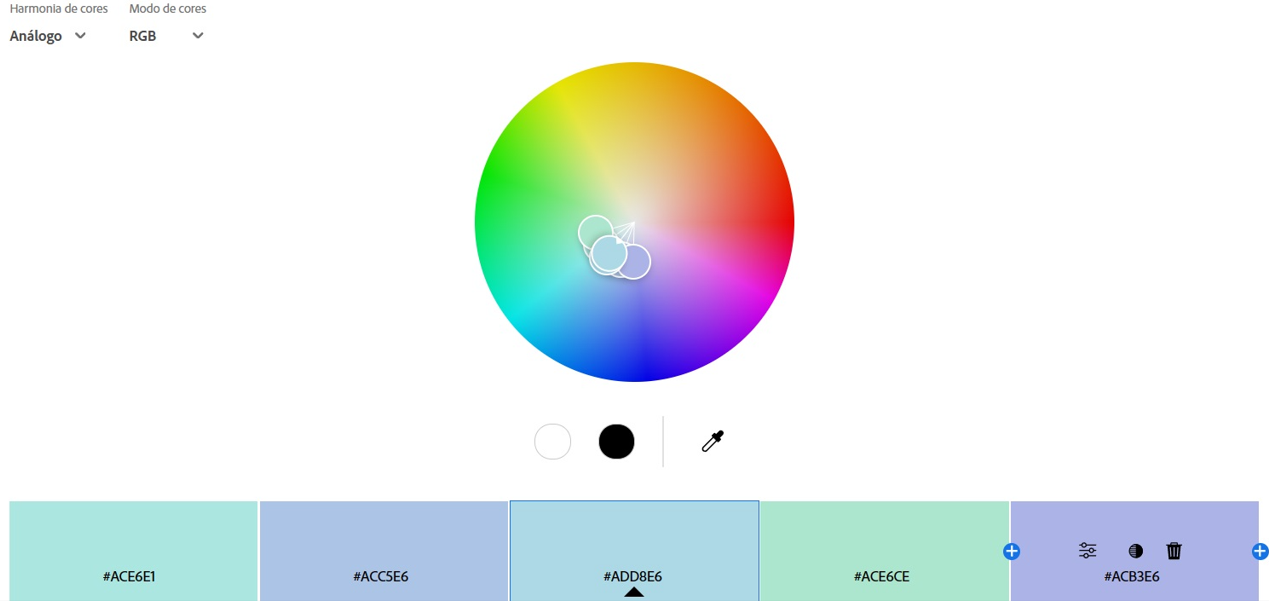 Harmonia de cores Modo de cores
Análogo RGB
#ACE6E1 #ACC5E6 #ADD8E6 #ACE6CE #ACB3E6